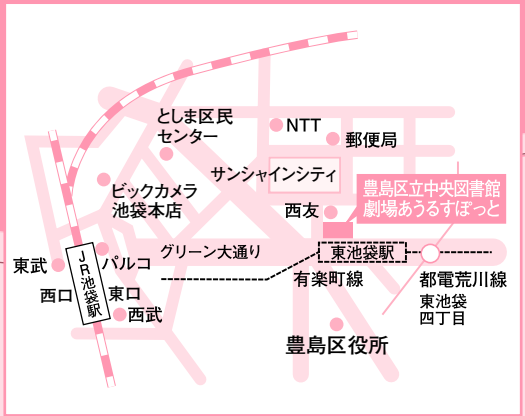 としま区民
センター
NTT
郵便局
サンシャインシティ
ビックカメラ
池袋本店
西友
豊島区立中央図書館
劇場あうるすぽっと
グリーン大通り
東池袋駅
有楽町線
都電荒川線
東池袋
四丁目
東武
パルコ
JR池袋駅
西口
東口
西武
豊島区役所